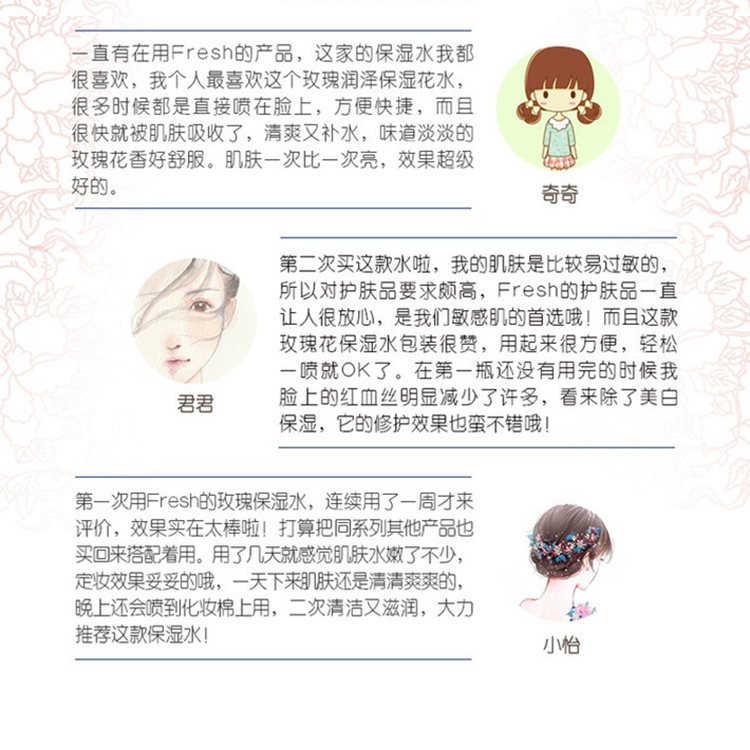 一直有在用Fresh的产品，这家的保湿水我都
很喜欢，我个人最喜欢这个玫瑰润泽保湿花水，
很多时候都是直接喷在脸上，方便快捷，而且
很快就被肌肤吸收了，清爽又补水，味道淡淡的
玫瑰花香好舒服。肌肤一次比一次亮，效果超级
好的。
奇奇
第二次买这款水啦，我的肌肤是比较易过敏的，
所以对护肤品要求颇高，Fresh的护肤品一直
让人很放心，是我们敏感肌的首选哦！而且这款
玫瑰花保湿水包装很赞，用起来很方便，轻松
一喷就OK了。在第一瓶还没有用完的时候我
脸上的红血丝明显减少了许多，看来除了美白
保湿，它的修护效果也蛮不错哦！
君君
第一次用Fresh的玫瑰保湿水，连续用了一周才来
评价，效果实在太棒啦！打算把同系列其他产品也
买回来搭配着用。用了几天就感觉肌肤水嫩了不少，
定妆效果妥妥的哦，一天下来肌肤还是清清爽爽的，
晚上还会喷到化妆棉上用，二次清洁又滋润，大力
推荐这款保湿水！
小怡